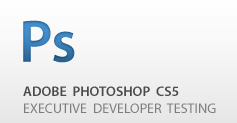 Ps
ADOBE PHOTOSHOP CS5
EXECUTIVE DEVELOPER TESTING